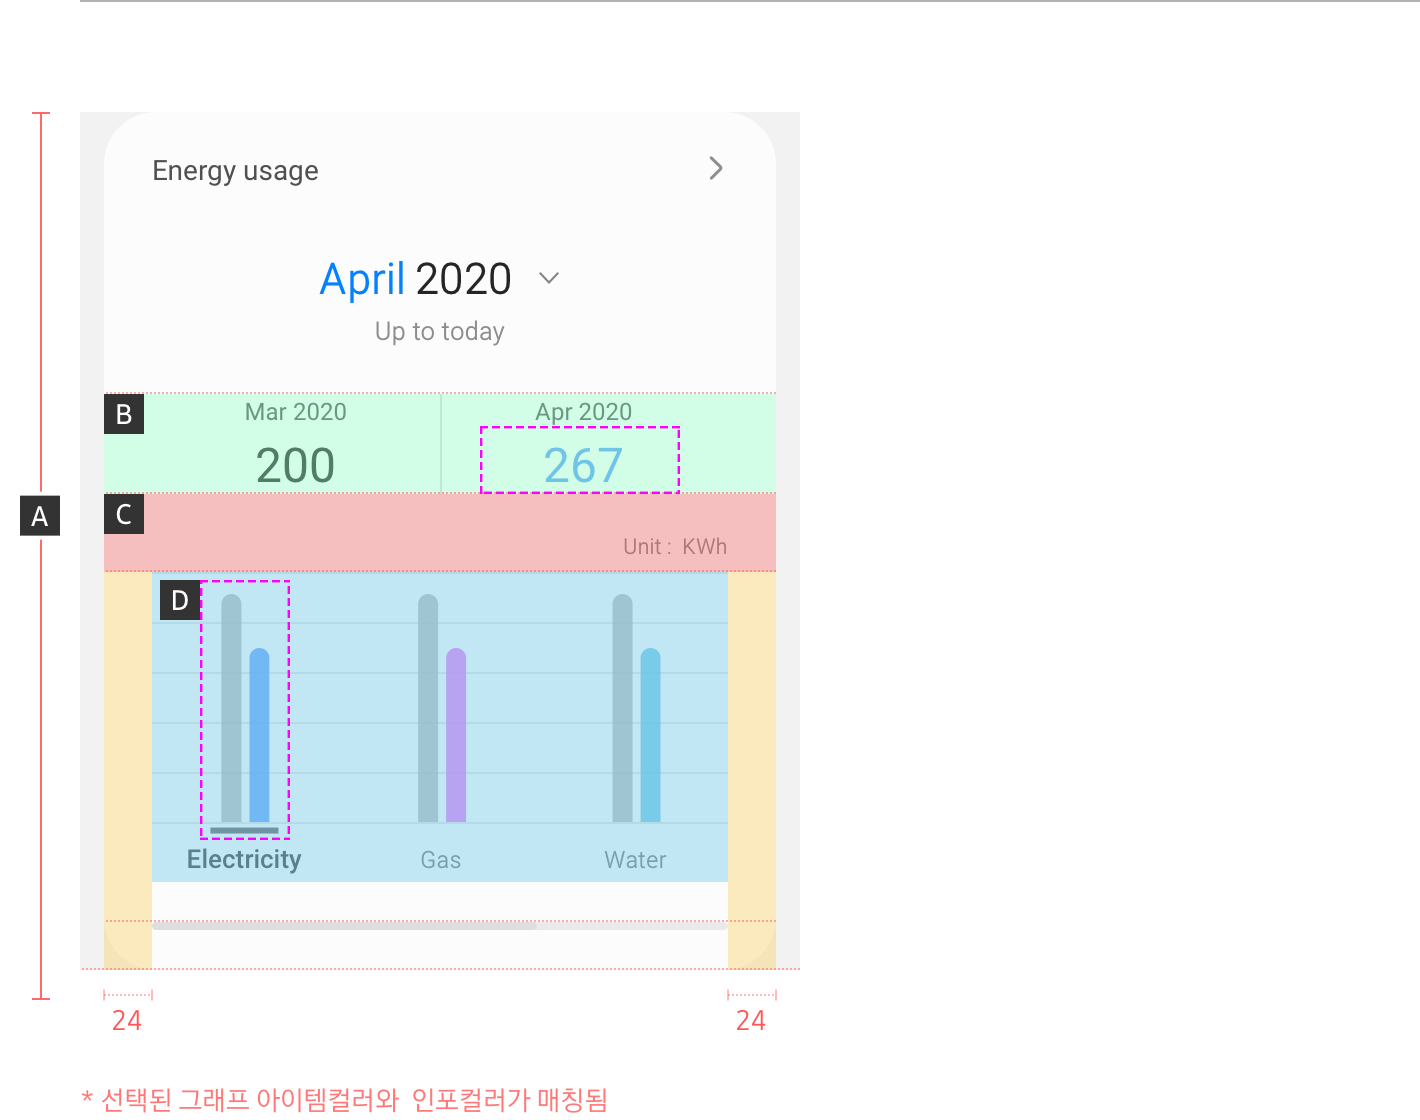 Energy usage
April 2020
Up to today
B
Mar 2020
Apr 2020
200
267
A
C
Unit : KWh
D
Electricity
Gas
Water
24
24
* 선택된 그래프 아이템컬러와 인포컬러가 매칭됨